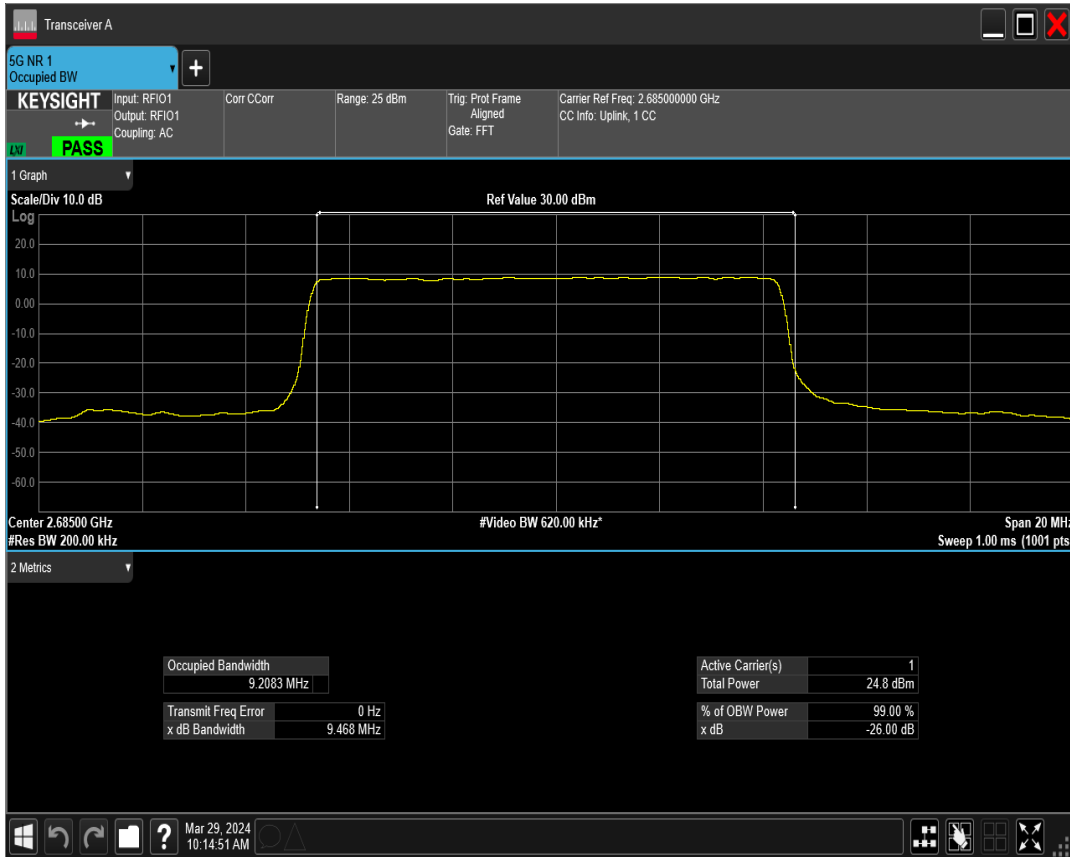 Transceiver A
5G NR 1
Occupied BW
KEYSIGHT
LXI
PASS
Input: RFIO1
Output: RFIO1
Coupling: AC
Corr CCorr
Range: 25 dBm
Trig: Prot Frame
Aligned
Gate: FFT
Carrier Ref Freq: 2.685000000 GHz
CC Info: Uplink, 1 CC
1 Graph
Scale/Div 10.0 dB
Ref Value 30.00 dBm
Log
20.0
10.0
0.00
-10.0
-20.0
-30.0
-40.0
-50.0
-60.0
Center 2.68500 GHz
#Video BW 620.00 kHz*
Span 20 MHz
#Res BW 200.00 kHz
Sweep 1.00 ms (1001 pts
2 Metrics
Occupied Bandwidth
9.2083 MHz
Transmit Freq Error 0 Hz
x dB Bandwidth 9.468 MHz
Active Carrier(s) 1
Total Power 24.8 dBm
% of OBW Power 99.00 %
x dB -26.00 dB
Mar 29, 2024
10:14:51 AM